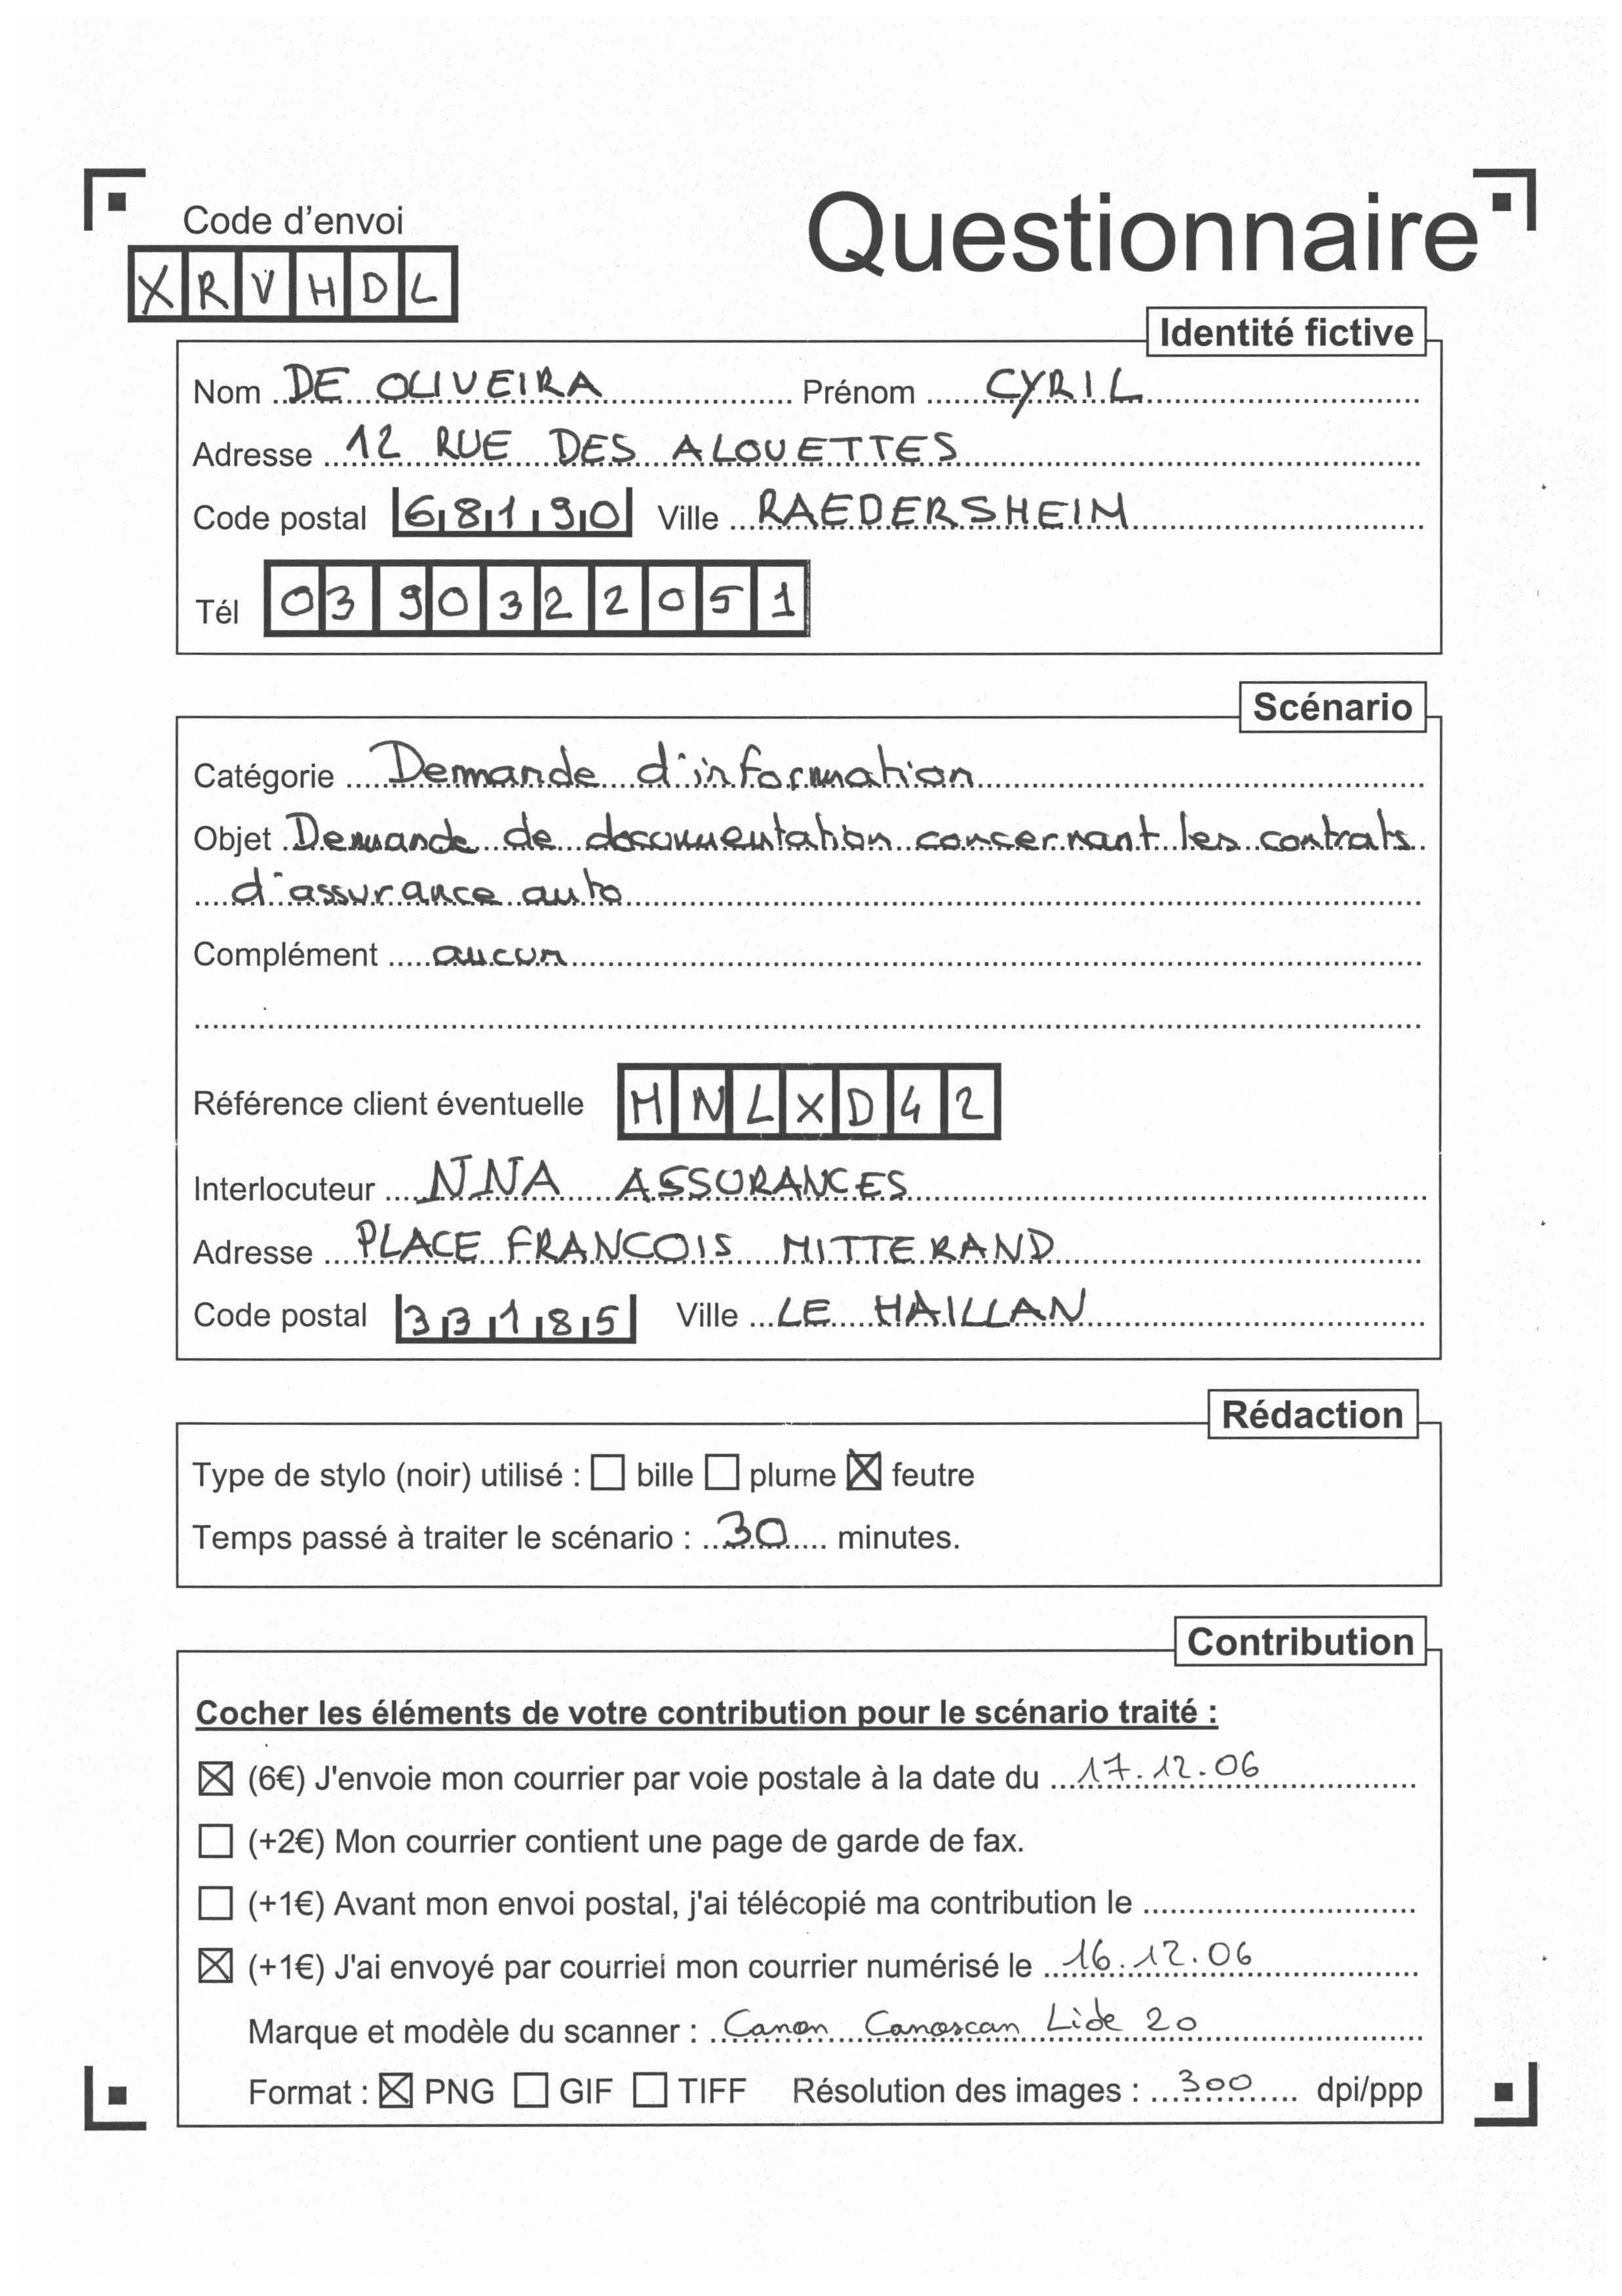 Code d'envoi
Questionnaire
XRVHDL
Identité fictive
Nom DE OLIVEIRA Prénom CYRIL
Adresse 12 RUE DES ALOUETTES
Code postal 68190 Ville RAEDERSHEIM
Tél 0390322051
Scénario
Catégorie Demande d'information
Objet Demande de documentation concernant les contrats
d'assurance auto
Complément aucun
Référence client éventuelle MNLXD42
Interlocuteur NNA ASSURANCES
Adresse PLACE FRANCOIS MITTERAND
Code postal 33185 Ville LE HAILLAN
Rédaction
Type de stylo (noir) utilisé : ☐ bille ☐ plume ☒ feutre
Temps passé à traiter le scénario : 30 minutes.
Contribution
Cocher les éléments de votre contribution pour le scénario traité :
☒ (6€) J'envoie mon courrier par voie postale à la date du 17.12.06
☐ (+2€) Mon courrier contient une page de garde de fax.
☐ (+1€) Avant mon envoi postal, j'ai télécopié ma contribution le
☒ (+1€) J'ai envoyé par courriel mon courrier numérisé le 16.12.06
Marque et modèle du scanner : Canon Canoscan Lide 20
Format : ☒ PNG ☐ GIF ☐ TIFF Résolution des images : 300 dpi/ppp